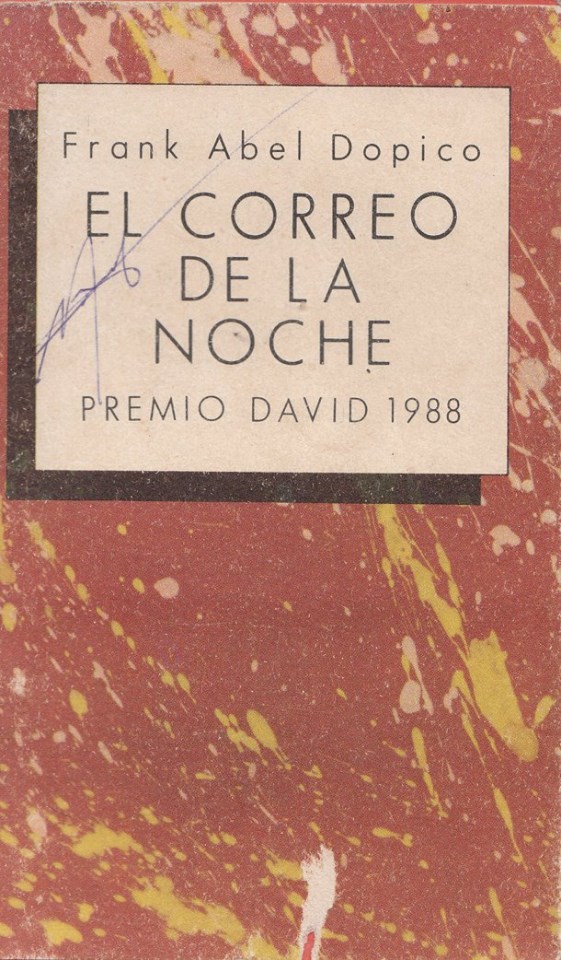 Frank Abel Dopico
EL CORREO
DE LA
NOCHE
PREMIO DAVID 1988